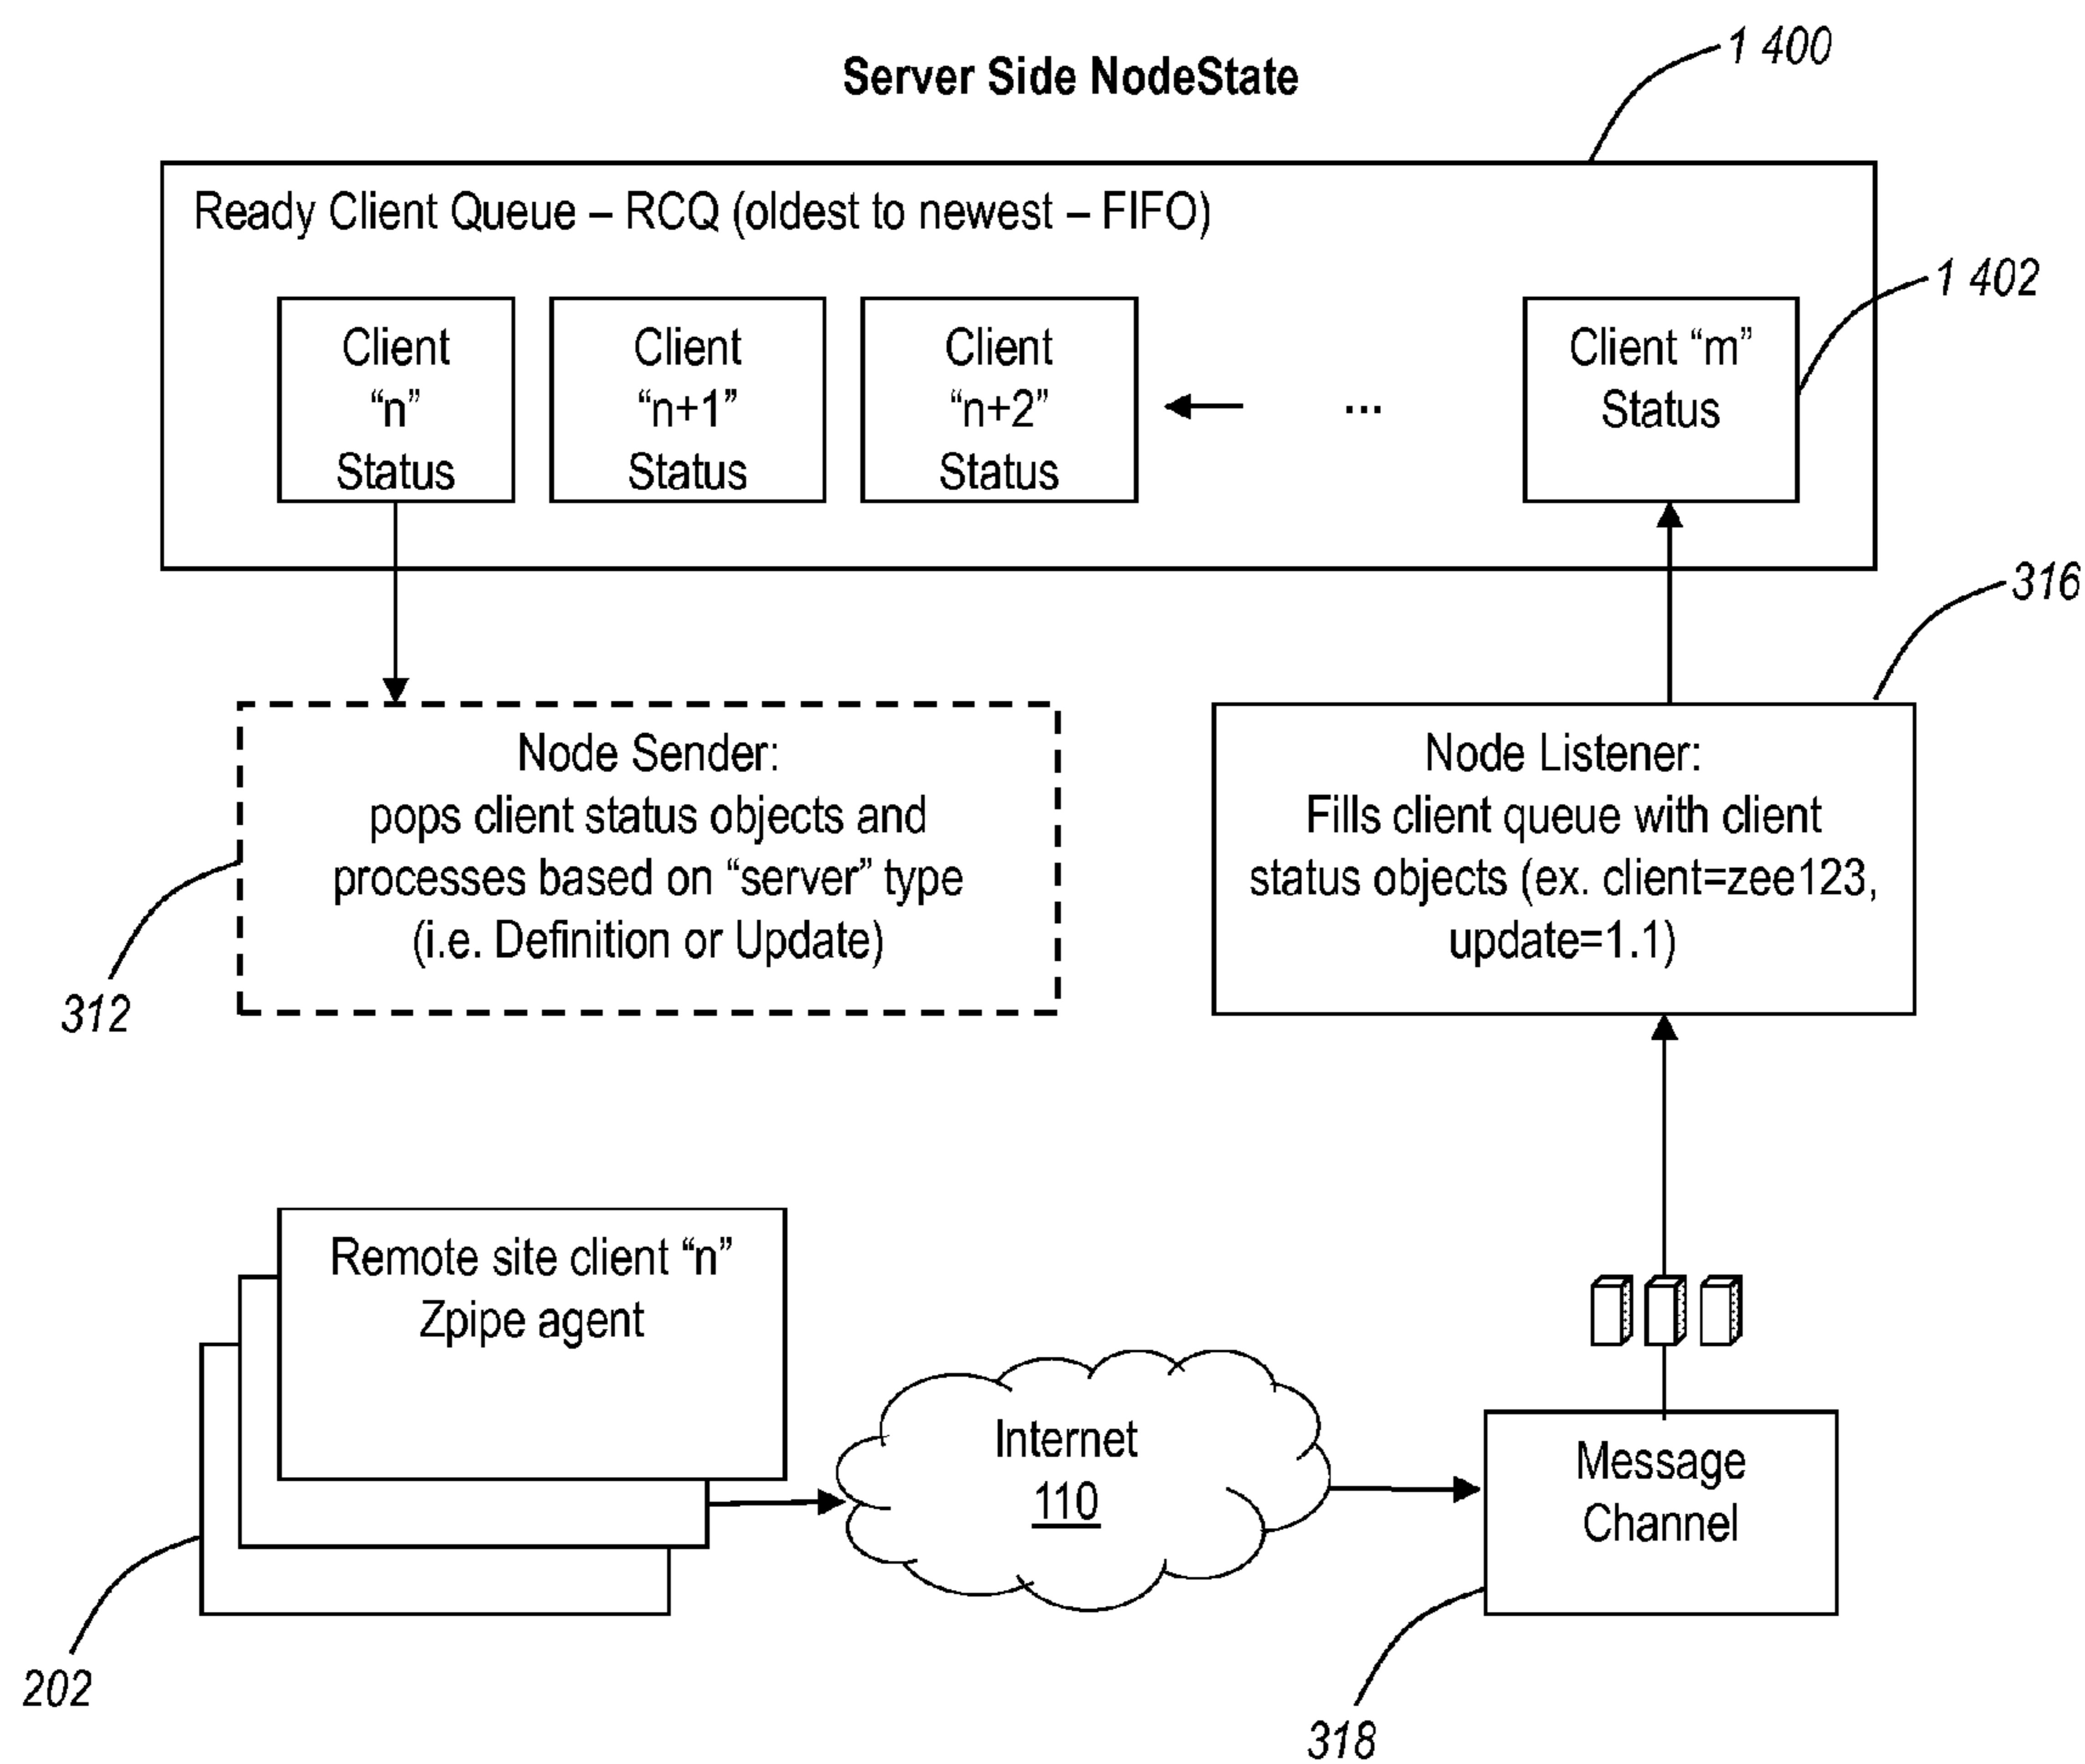 1 400
Server Side NodeState
Ready Client Queue – RCQ (oldest to newest – FIFO)
1 402
Client
“n”
Status
Client
“n+1”
Status
Client
“n+2”
Status
...
Client “m”
Status
316
Node Sender:
pops client status objects and
processes based on “server” type
(i.e. Definition or Update)
312
Node Listener:
Fills client queue with client
status objects (ex. client=zee123,
update=1.1)
Remote site client “n”
Zpipe agent
202
Internet
110
Message
Channel
318